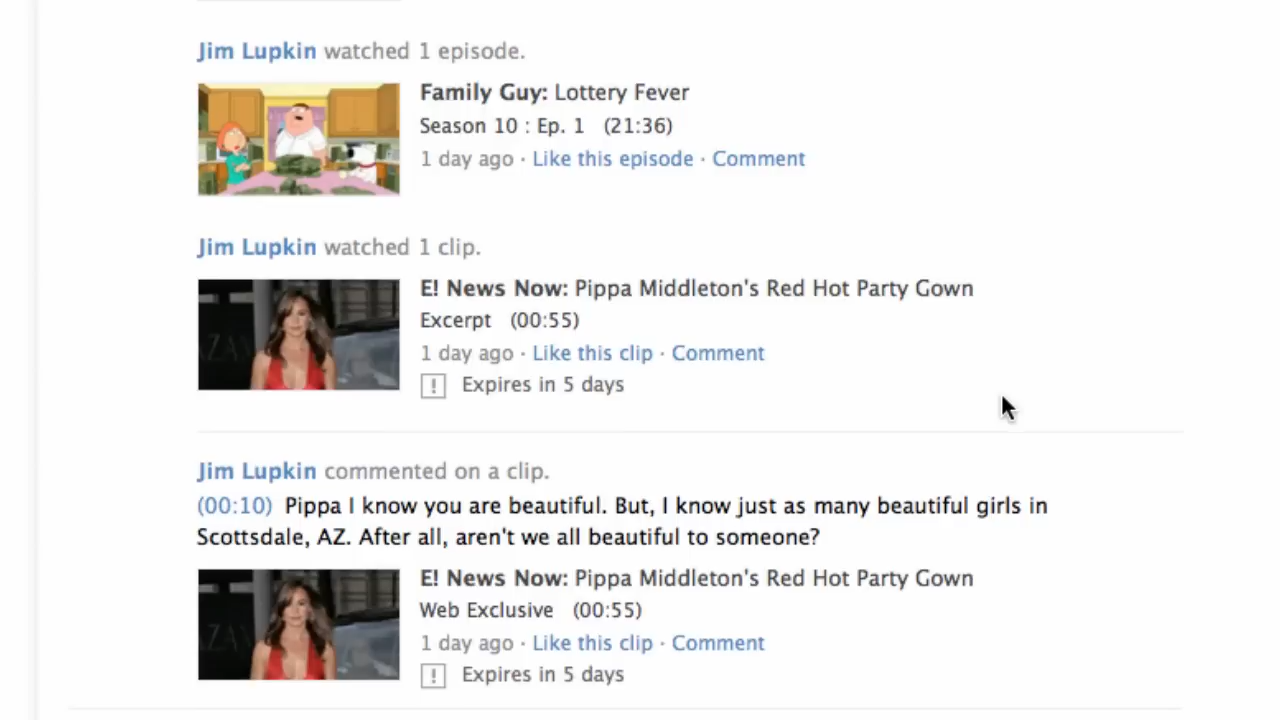 Jim Lupkin watched 1 episode.
Family Guy: Lottery Fever
Season 10 : Ep. 1 (21:36)
1 day ago · Like this episode · Comment
Jim Lupkin watched 1 clip.
E! News Now: Pippa Middleton's Red Hot Party Gown
Excerpt (00:55)
1 day ago · Like this clip · Comment
! Expires in 5 days
Jim Lupkin commented on a clip.
(00:10) Pippa I know you are beautiful. But, I know just as many beautiful girls in
Scottsdale, AZ. After all, aren't we all beautiful to someone?
E! News Now: Pippa Middleton's Red Hot Party Gown
Web Exclusive (00:55)
1 day ago · Like this clip · Comment
! Expires in 5 days